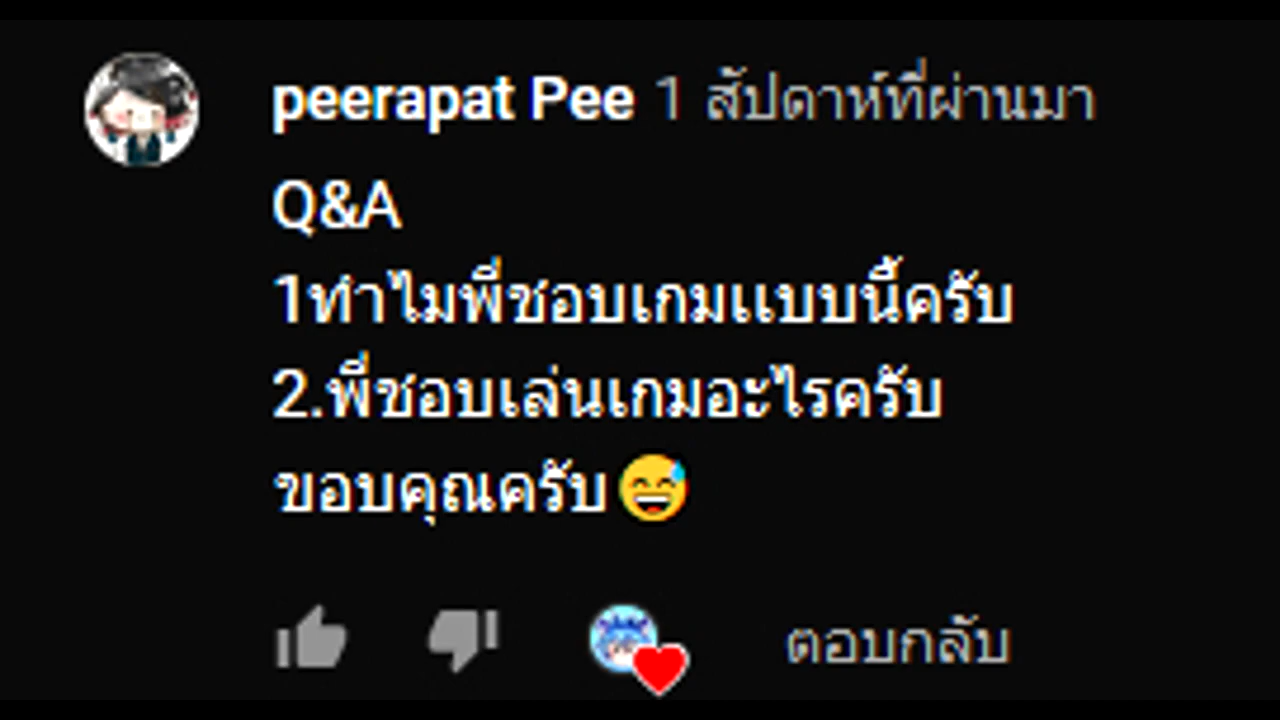 peerapat Pee 1 สัปดาห์ที่ผ่านมา
Q&A
1ทำไมพี่ชอบเกมแบบนี้ครับ
2.พี่ชอบเล่นเกมอะไรครับ
ขอบคุณครับ😅
ตอบกลับ